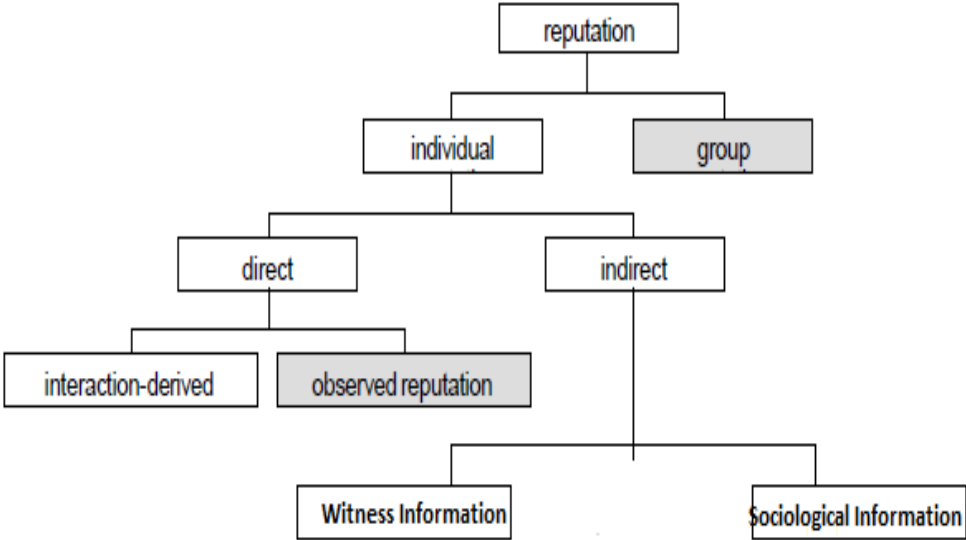 reputation
individual
group
direct
indirect
interaction-derived
observed reputation
Witness Information
Sociological Information